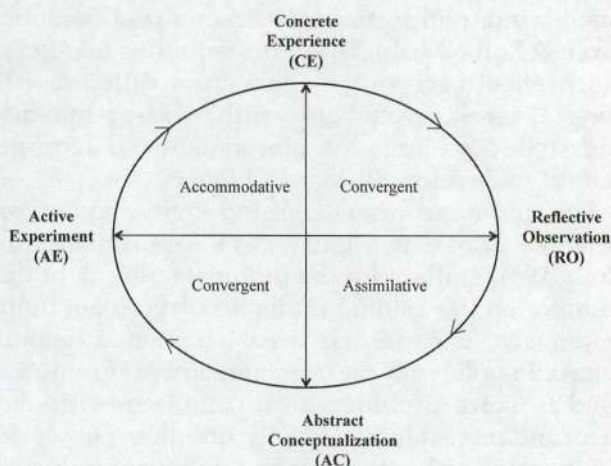 Concrete
Experience
(CE)
Accommodative
Convergent
Active
Experiment
(AE)
Reflective
Observation
(RO)
Convergent
Assimilative
Abstract
Conceptualization
(AC)